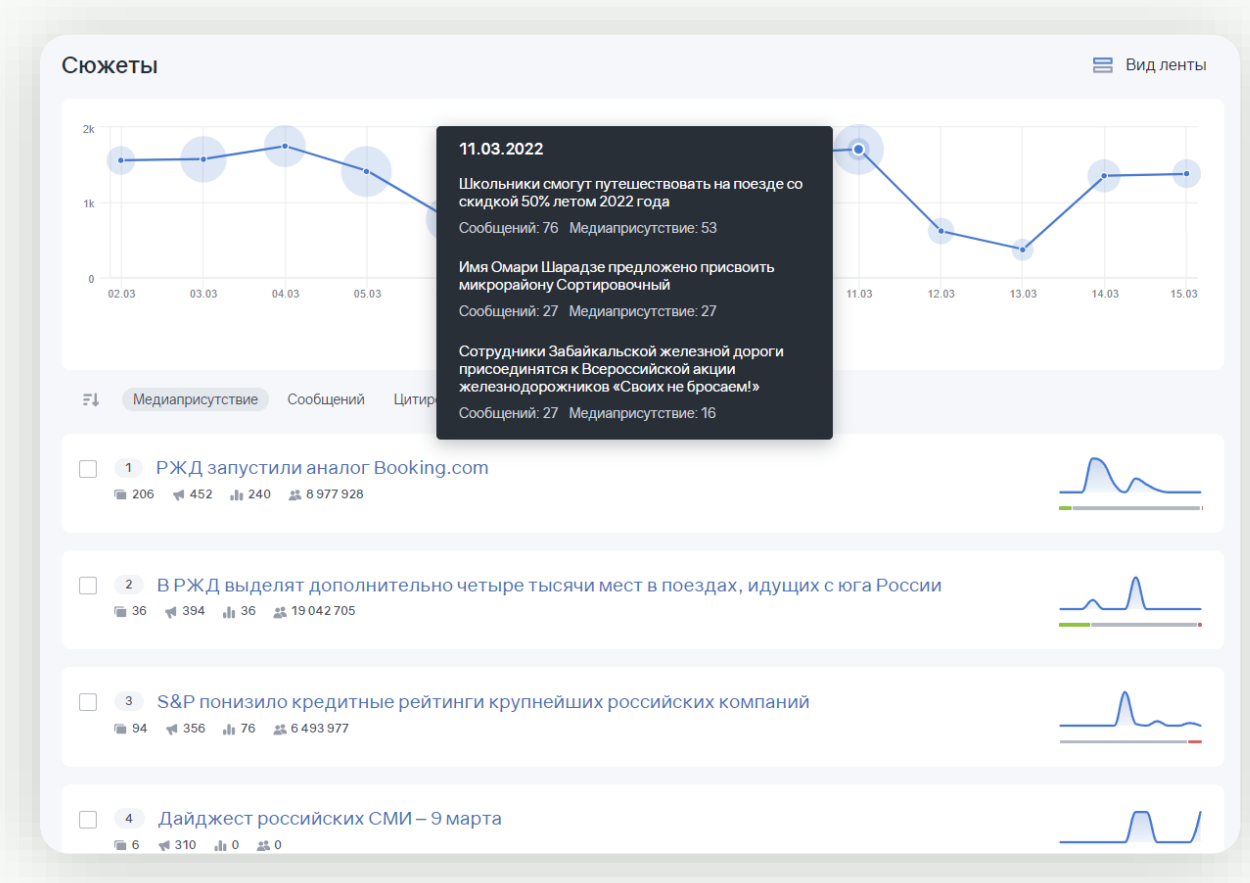 Сюжеты
Вид ленты
2k
1k
0
02.03
03.03
04.03
05.03
11.03
12.03
13.03
14.03
15.03
11.03.2022
Школьники смогут путешествовать на поезде со
скидкой 50% летом 2022 года
Сообщений: 76 Медиаприсутствие: 53
Имя Омари Шарадзе предложено присвоить
микрорайону Сортировочный
Сообщений: 27 Медиаприсутствие: 27
Сотрудники Забайкальской железной дороги
присоединятся к Всероссийской акции
железнодорожников «Своих не бросаем!»
Сообщений: 27 Медиаприсутствие: 16
Медиаприсутствие Сообщений
1 РЖД запустили аналог Booking.com
206 452 240 8 977 928
2 В РЖД выделят дополнительно четыре тысячи мест в поездах, идущих с юга России
36 394 36 19 042 705
3 S&P понизило кредитные рейтинги крупнейших российских компаний
94 356 76 6 493 977
4 Дайджест российских СМИ – 9 марта
6 310 0 0